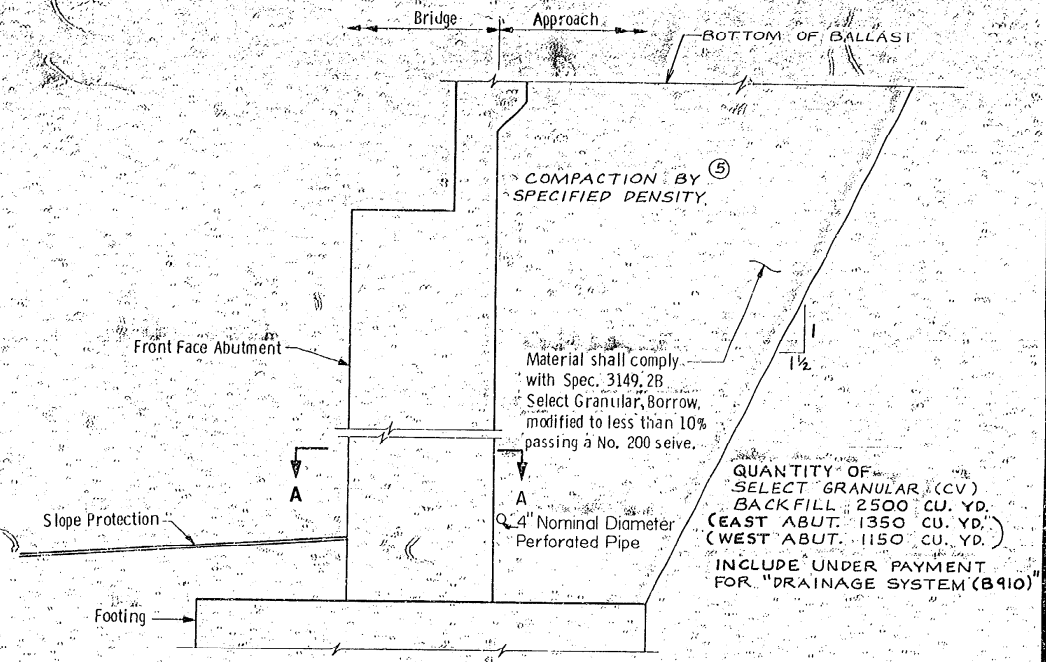 Bridge
Approach
BOTTOM OF BALLAST
COMPACTION BY ⑤
SPECIFIED DENSITY
Front Face Abutment
Material shall comply
with Spec. 3149.2B
Select Granular, Borrow,
modified to less than 10%
passing a No. 200 seive.
1
1½
A
A
4" Nominal Diameter
Perforated Pipe
Slope Protection
QUANTITY OF
SELECT GRANULAR (CV)
BACKFILL 2500 CU. YD.
(EAST ABUT. 1350 CU. YD.)
(WEST ABUT. 1150 CU. YD.)
INCLUDE UNDER PAYMENT
FOR "DRAINAGE SYSTEM (B910)"
Footing